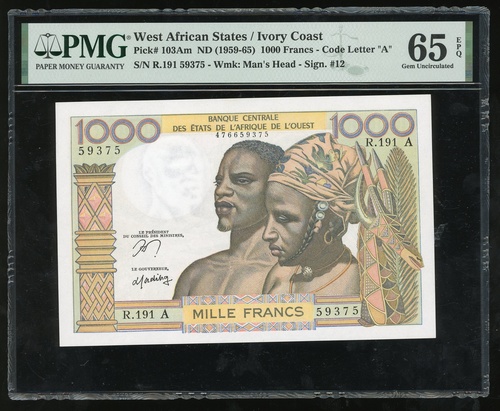 PMG
PAPER MONEY GUARANTY
West African States / Ivory Coast
Pick# 103Am ND (1959-65) 1000 Francs - Code Letter "A"
S/N R.191 59375 - Wmk: Man's Head - Sign. #12
65 EPQ
Gem Uncirculated
1000
BANQUE CENTRALE
DES ÉTATS DE L'AFRIQUE DE L'OUEST
1000
476659375
59375
R.191 A
LE PRÉSIDENT
DU CONSEIL DES MINISTRES,
LE GOUVERNEUR,
R.191 A
MILLE FRANCS
59375